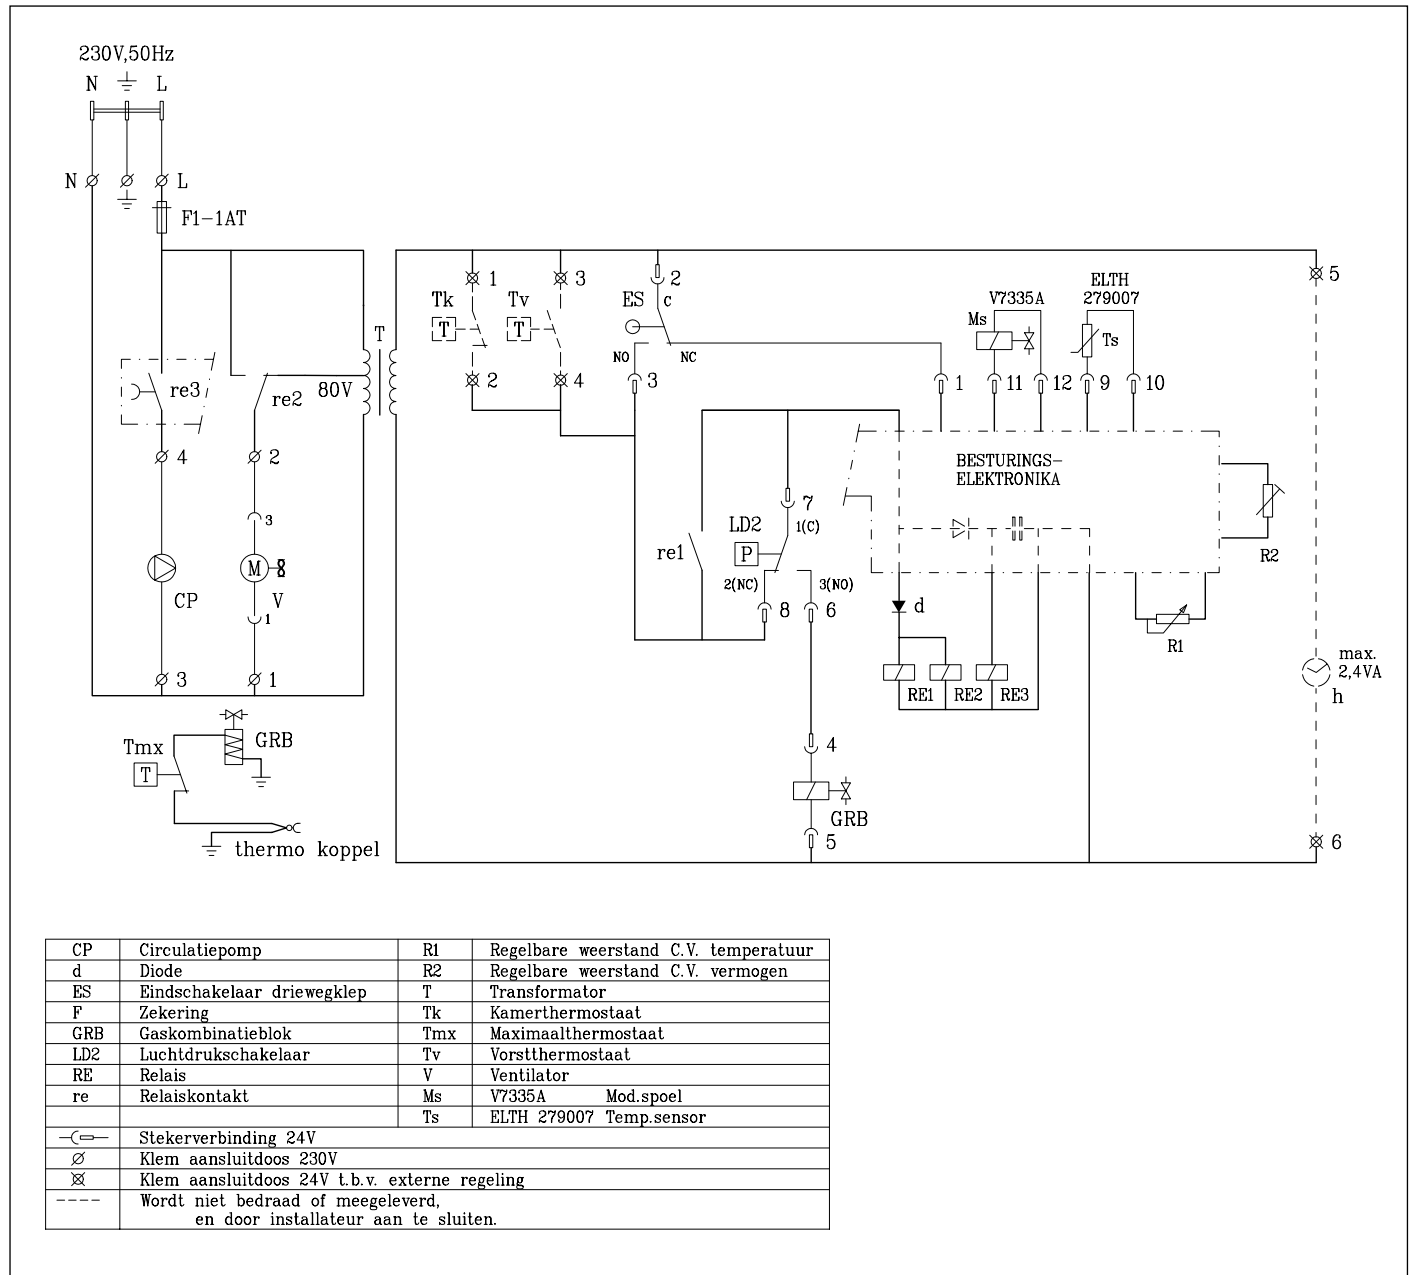 230V,50Hz
N L
N L
F1-1AT
T
80V
re3
re2
4 2
3
M
CP V
1
3 1
Tmx
T
GRB
thermo koppel
1 3 2 5
Tk Tv ES c
T T
NO NC
2 4 3
V7335A
Ms
ELTH
279007
Ts
1 11 12 9 10
BESTURINGS-
ELEKTRONIKA
7
1(C)
LD2
P
re1
2(NC) 3(NO)
8 6
d
R2
R1
RE1 RE2 RE3
max.
2,4VA
h
4
GRB
5
6
CP Circulatiepomp R1 Regelbare weerstand C.V. temperatuur
d Diode R2 Regelbare weerstand C.V. vermogen
ES Eindschakelaar driewegklep T Transformator
F Zekering Tk Kamerthermostaat
GRB Gaskombinatieblok Tmx Maximaalthermostaat
LD2 Luchtdrukschakelaar Tv Vorstthermostaat
RE Relais V Ventilator
re Relaiskontakt Ms V7335A Mod.spoel
Ts ELTH 279007 Temp.sensor
Stekerverbinding 24V
Klem aansluitdoos 230V
Klem aansluitdoos 24V t.b.v. externe regeling
Wordt niet bedraad of meegeleverd,
en door installateur aan te sluiten.